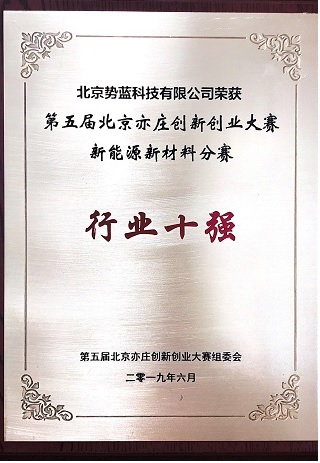 北京势蓝科技有限公司荣获
第五届北京亦庄创新创业大赛
新能源新材料分赛
行业十强
第五届北京亦庄创新创业大赛组委会
二零一九年六月